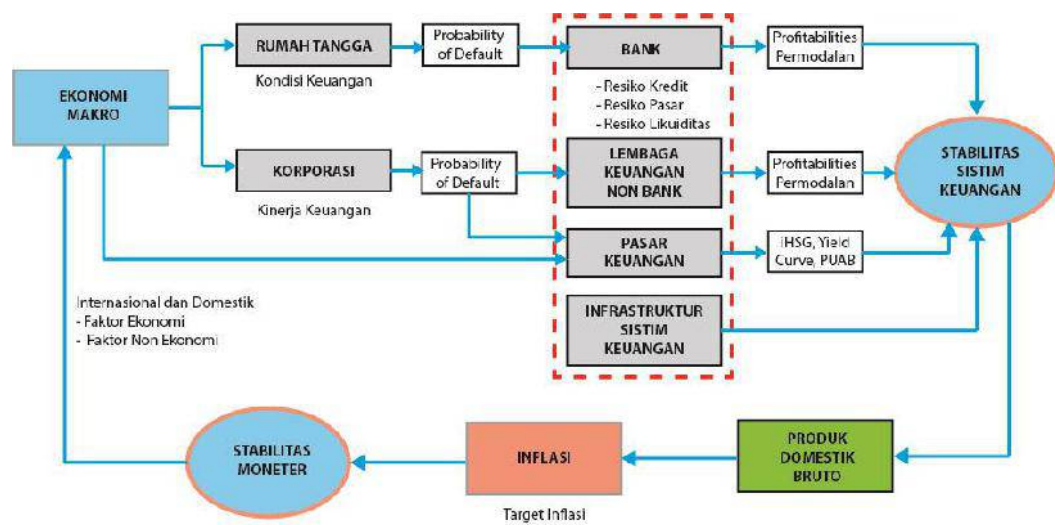 RUMAH TANGGA
Kondisi Keuangan
Probability
of Default
BANK
- Resiko Kredit
- Resiko Pasar
- Resiko Likuiditas
Profitabilities
Permodalan
EKONOMI
MAKRO
KORPORASI
Kinerja Keuangan
Probability
of Default
LEMBAGA
KEUANGAN
NON BANK
Profitabilities
Permodalan
STABILITAS
SISTIM
KEUANGAN
PASAR
KEUANGAN
IHSG, Yield
Curve, PUAB
Internasional dan Domestik
- Faktor Ekonomi
- Faktor Non Ekonomi
INFRASTRUKTUR
SISTIM
KEUANGAN
STABILITAS
MONETER
INFLASI
Target Inflasi
PRODUK
DOMESTIK
BRUTO